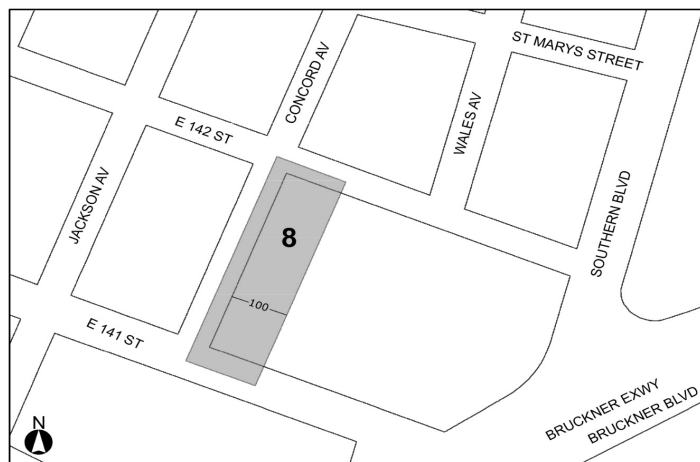 ST MARYS STREET
CONCORD AV
WALES AV
E 142 ST
JACKSON AV
SOUTHERN BLVD
8
100
E 141 ST
BRUCKNER EXWY
BRUCKNER BLVD
N